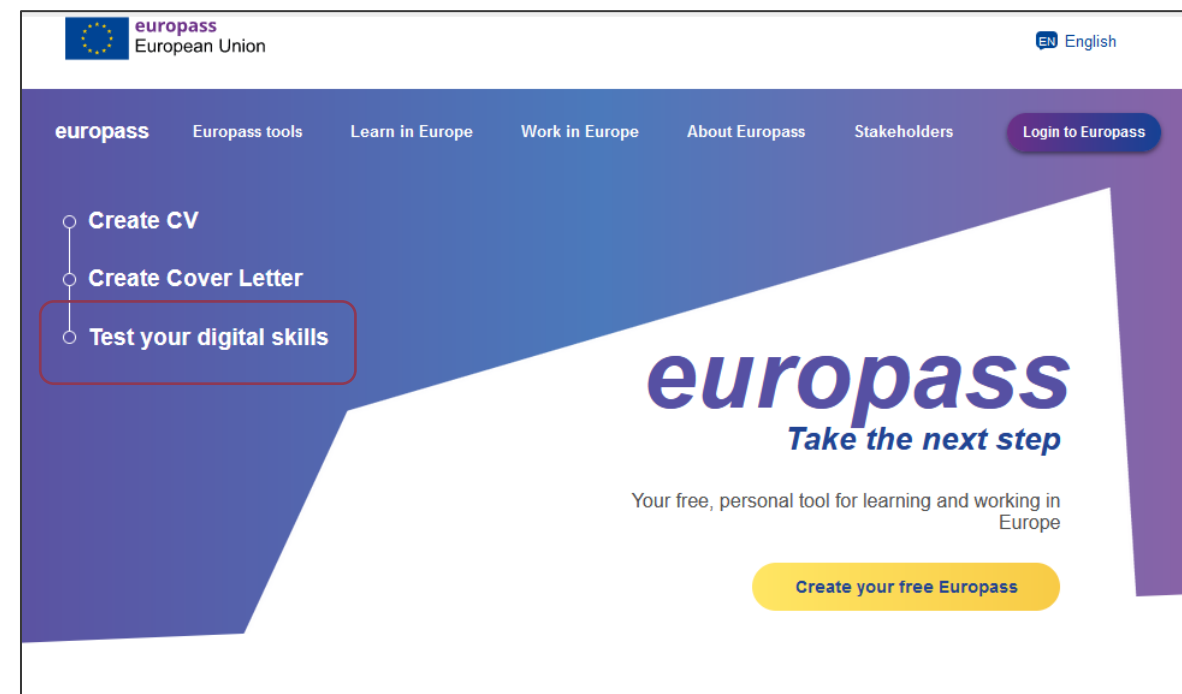 europass
European Union
EN English
europass Europass tools Learn in Europe Work in Europe About Europass Stakeholders Login to Europass
Create CV
Create Cover Letter
Test your digital skills
europass
Take the next step
Your free, personal tool for learning and working in
Europe
Create your free Europass